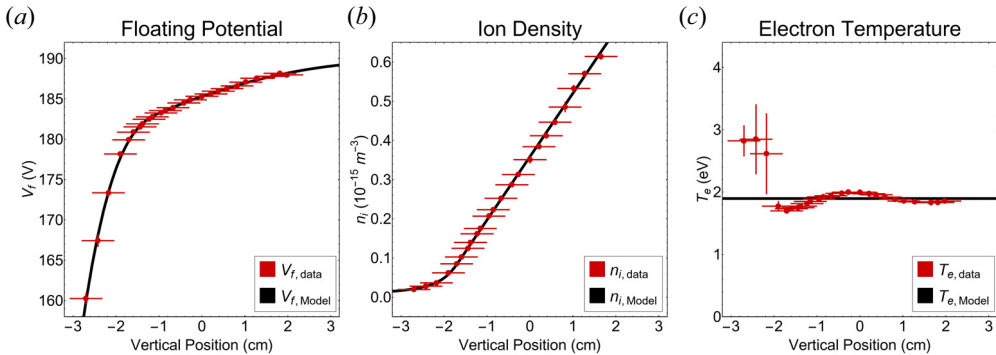 (a) Floating Potential
190
185
180
175
170
165
160
V_f (V)
V_f, data
V_f, Model
−3 −2 −1 0 1 2 3
Vertical Position (cm)
(b) Ion Density
0.6
0.5
0.4
0.3
0.2
0.1
0.0
n_i (10^−15 m^−3)
n_i, data
n_i, Model
−3 −2 −1 0 1 2 3
Vertical Position (cm)
(c) Electron Temperature
4
3
2
1
0
T_e (eV)
T_e, data
T_e, Model
−3 −2 −1 0 1 2 3
Vertical Position (cm)